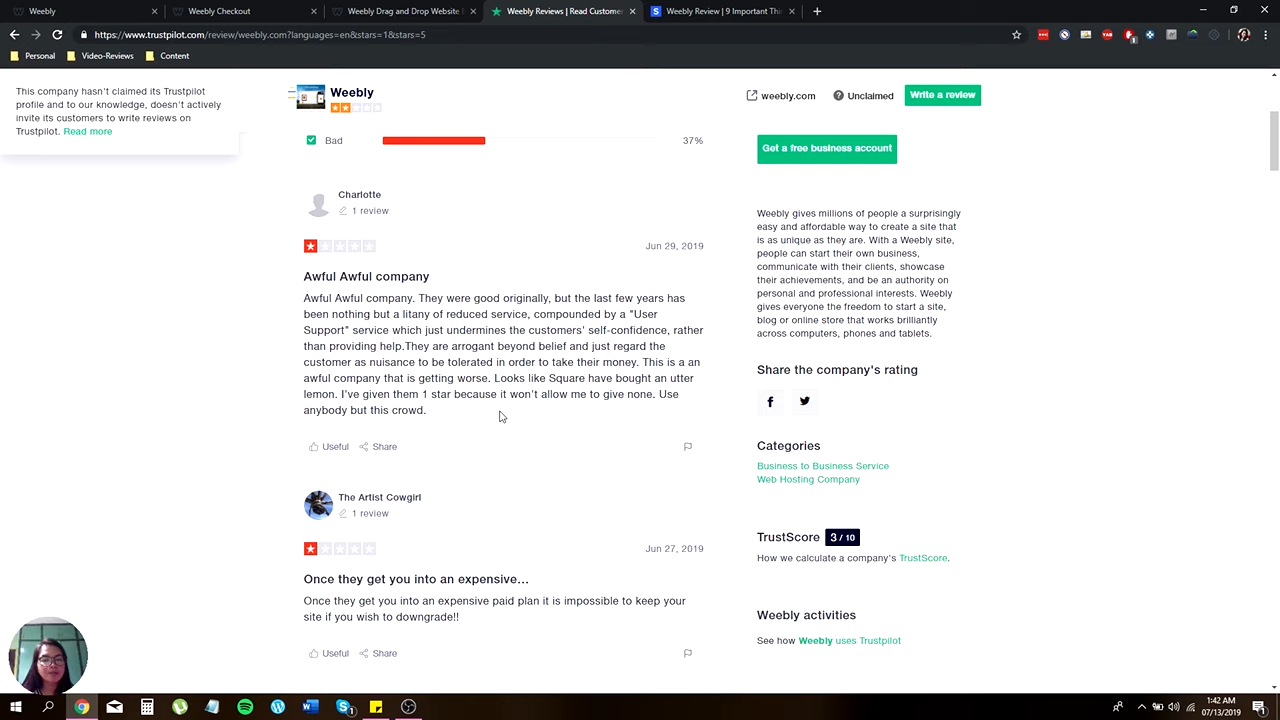 Weebly
Weebly Checkout
Weebly Drag and Drop Website
Weebly Reviews | Read Customer
Weebly Review | 9 Important Thi
https://www.trustpilot.com/review/weebly.com?languages=en&stars=1&stars=5
Personal
Video-Reviews
Content
This company hasn't claimed its Trustpilot
profile and to our knowledge, doesn't actively
invite its customers to write reviews on
Trustpilot. Read more
Weebly
weebly.com
Unclaimed
Write a review
Bad
37%
Get a free business account
Charlotte
1 review
Jun 29, 2019
Awful Awful company
Awful Awful company. They were good originally, but the last few years has
been nothing but a litany of reduced service, compounded by a "User
Support" service which just undermines the customers' self-confidence, rather
than providing help.They are arrogant beyond belief and just regard the
customer as nuisance to be tolerated in order to take their money. This is a an
awful company that is getting worse. Looks like Square have bought an utter
lemon. I've given them 1 star because it won't allow me to give none. Use
anybody but this crowd.
Useful
Share
The Artist Cowgirl
1 review
Jun 27, 2019
Once they get you into an expensive…
Once they get you into an expensive paid plan it is impossible to keep your
site if you wish to downgrade!!
Useful
Share
Weebly gives millions of people a surprisingly
easy and affordable way to create a site that
is as unique as they are. With a Weebly site,
people can start their own business,
communicate with their clients, showcase
their achievements, and be an authority on
personal and professional interests. Weebly
gives everyone the freedom to start a site,
blog or online store that works brilliantly
across computers, phones and tablets.
Share the company's rating
Categories
Business to Business Service
Web Hosting Company
TrustScore 3 / 10
How we calculate a company's TrustScore.
Weebly activities
See how Weebly uses Trustpilot
1:42 AM
07/13/2019